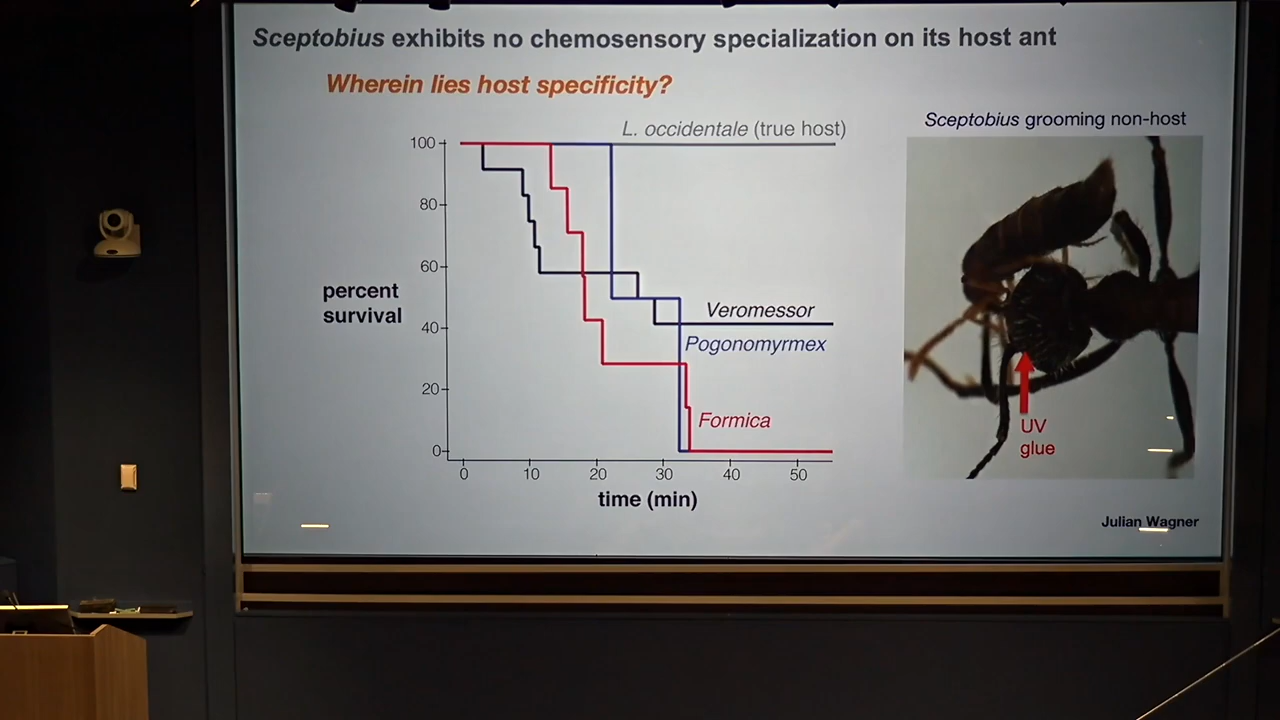 Sceptobius exhibits no chemosensory specialization on its host ant
Wherein lies host specificity?
L. occidentale (true host)
Sceptobius grooming non-host
100
80
60
40
20
0
percent
survival
Veromessor
Pogonomyrmex
Formica
0 10 20 30 40 50
time (min)
UV
glue
Julian Wagner